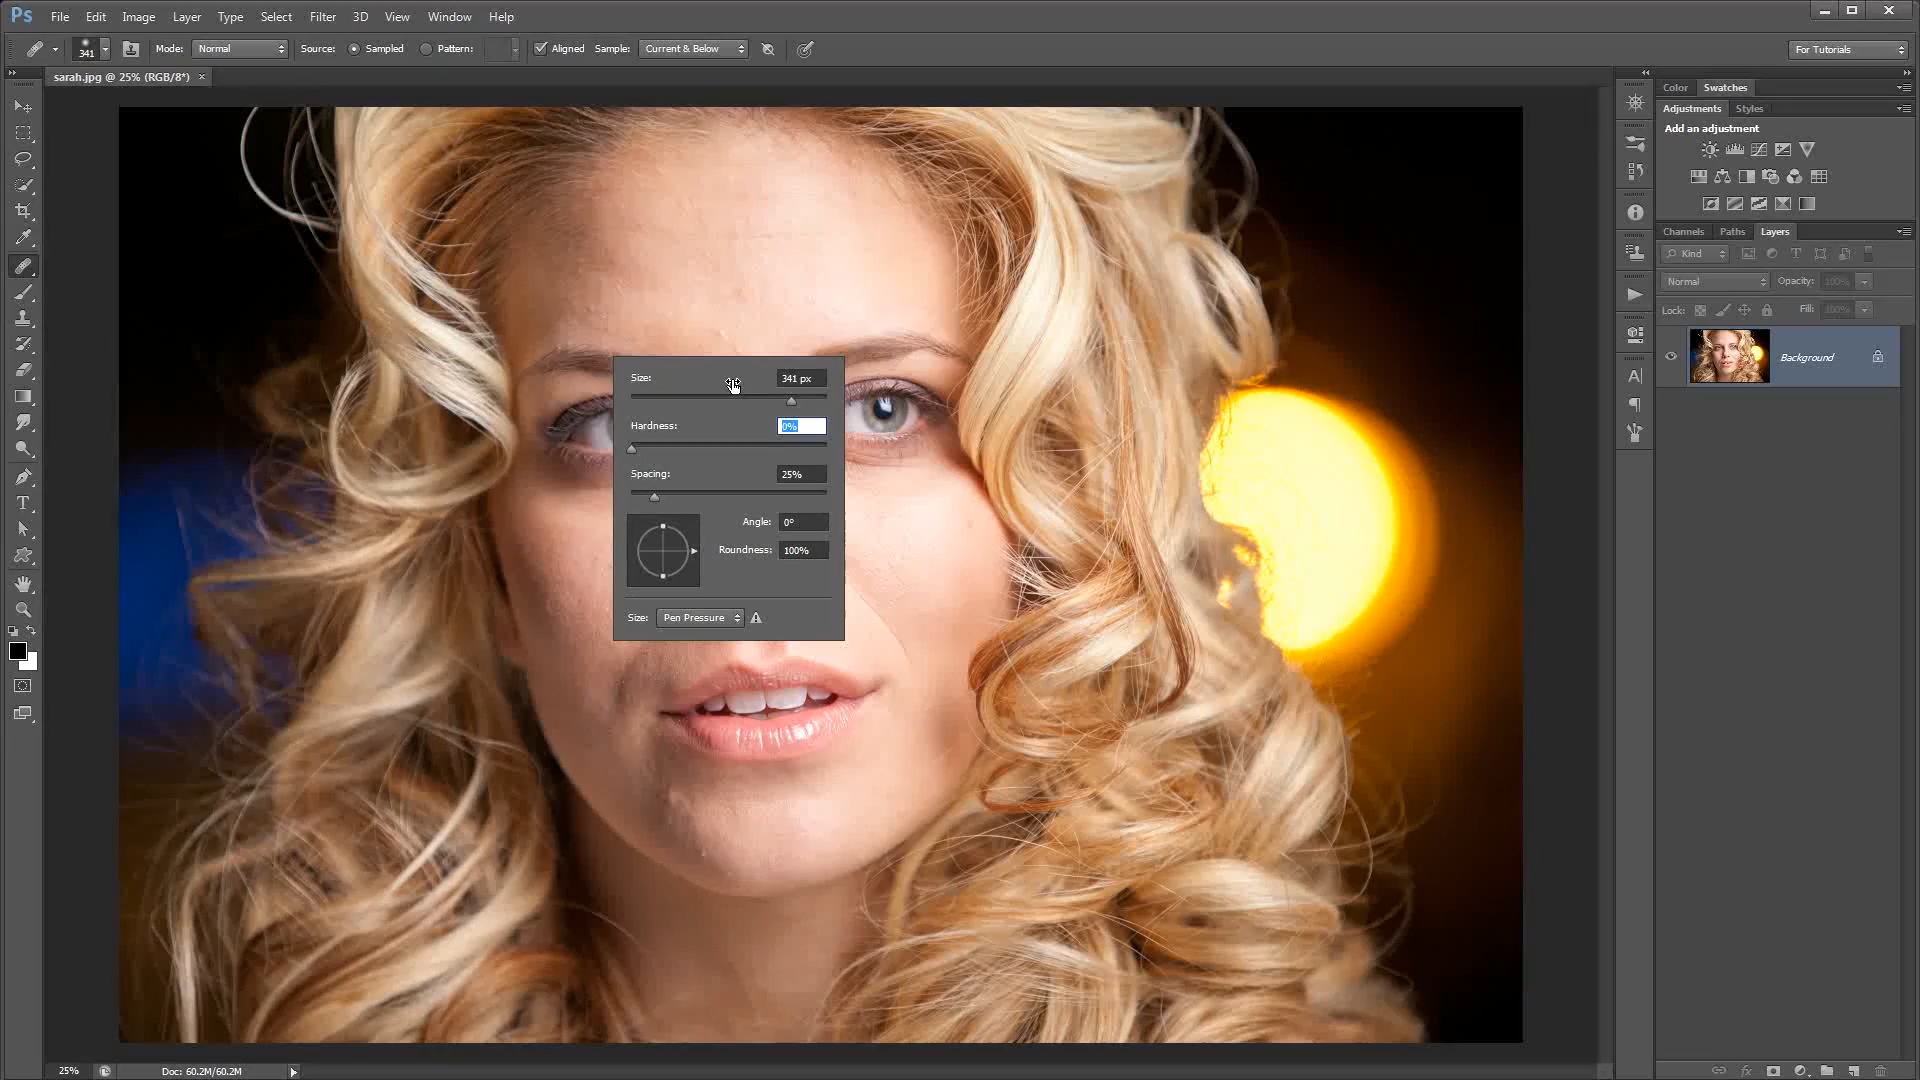 Ps File Edit Image Layer Type Select Filter 3D View Window Help
341 Mode: Normal Source: Sampled Pattern: Aligned Sample: Current & Below For Tutorials
sarah.jpg @ 25% (RGB/8*) ×
Color Swatches
Adjustments Styles
Add an adjustment
Channels Paths Layers
Kind
Normal Opacity: 100%
Lock: Fill: 100%
Background
Size: 341 px
Hardness: 0%
Spacing: 25%
Angle: 0°
Roundness: 100%
Size: Pen Pressure
25% Doc: 60.2M/60.2M